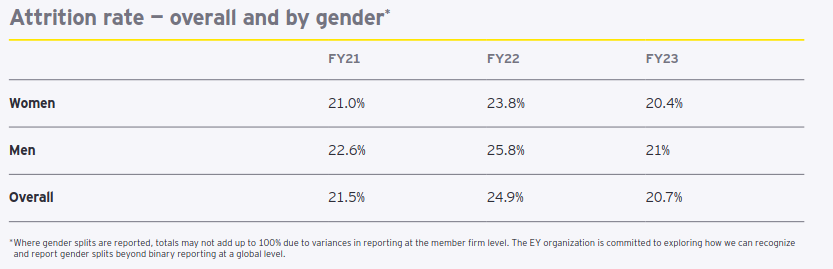 Attrition rate – overall and by gender*
FY21 FY22 FY23
Women 21.0% 23.8% 20.4%
Men 22.6% 25.8% 21%
Overall 21.5% 24.9% 20.7%
*Where gender splits are reported, totals may not add up to 100% due to variances in reporting at the member firm level. The EY organization is committed to exploring how we can recognize
and report gender splits beyond binary reporting at a global level.